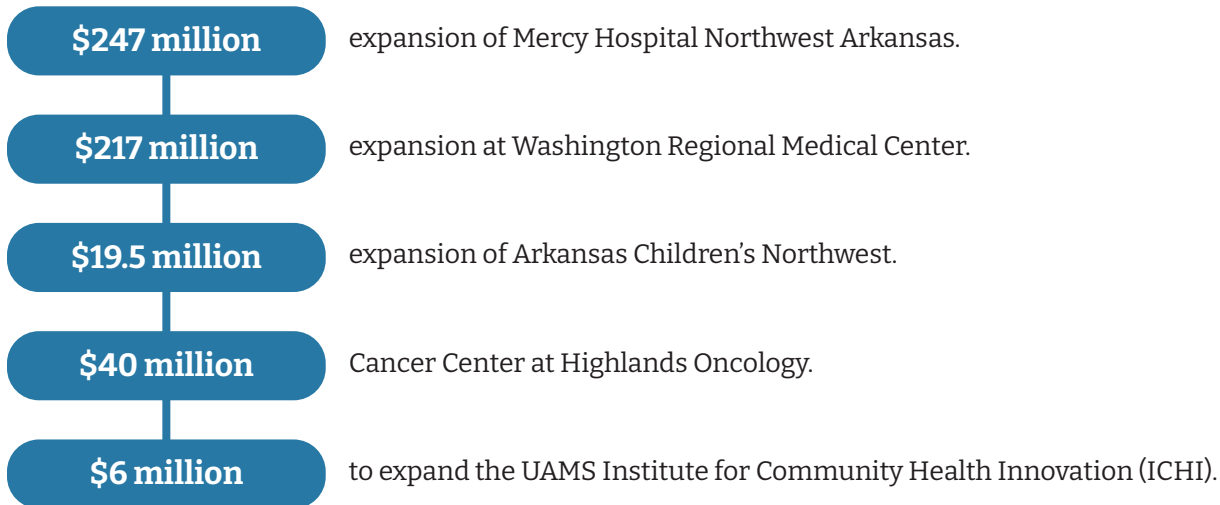 $247 million expansion of Mercy Hospital Northwest Arkansas.
$217 million expansion at Washington Regional Medical Center.
$19.5 million expansion of Arkansas Children’s Northwest.
$40 million Cancer Center at Highlands Oncology.
$6 million to expand the UAMS Institute for Community Health Innovation (ICHI).